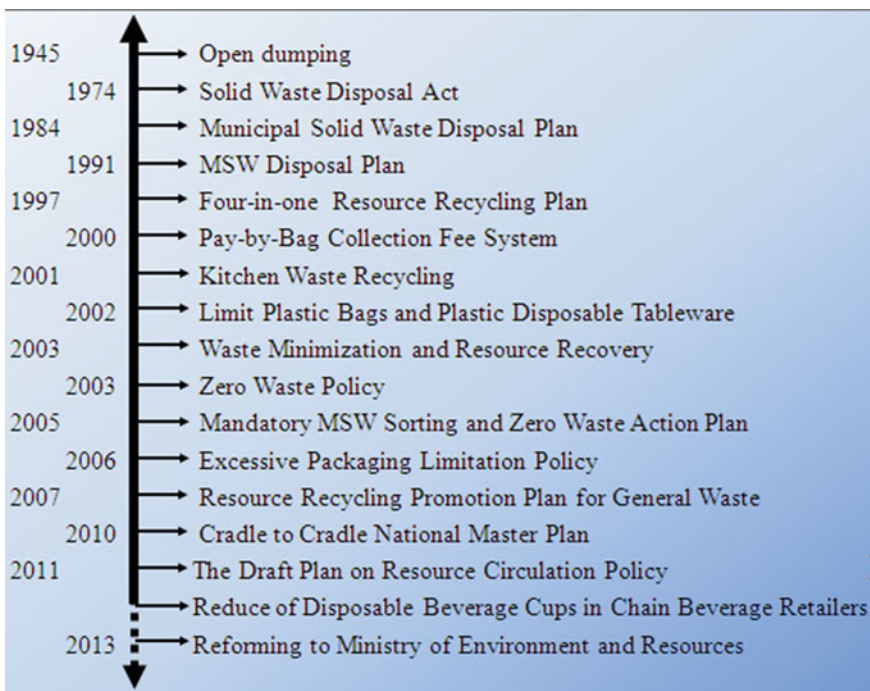 1945 Open dumping
1974 Solid Waste Disposal Act
1984 Municipal Solid Waste Disposal Plan
1991 MSW Disposal Plan
1997 Four-in-one Resource Recycling Plan
2000 Pay-by-Bag Collection Fee System
2001 Kitchen Waste Recycling
2002 Limit Plastic Bags and Plastic Disposable Tableware
2003 Waste Minimization and Resource Recovery
2003 Zero Waste Policy
2005 Mandatory MSW Sorting and Zero Waste Action Plan
2006 Excessive Packaging Limitation Policy
2007 Resource Recycling Promotion Plan for General Waste
2010 Cradle to Cradle National Master Plan
2011 The Draft Plan on Resource Circulation Policy
Reduce of Disposable Beverage Cups in Chain Beverage Retailers
2013 Reforming to Ministry of Environment and Resources